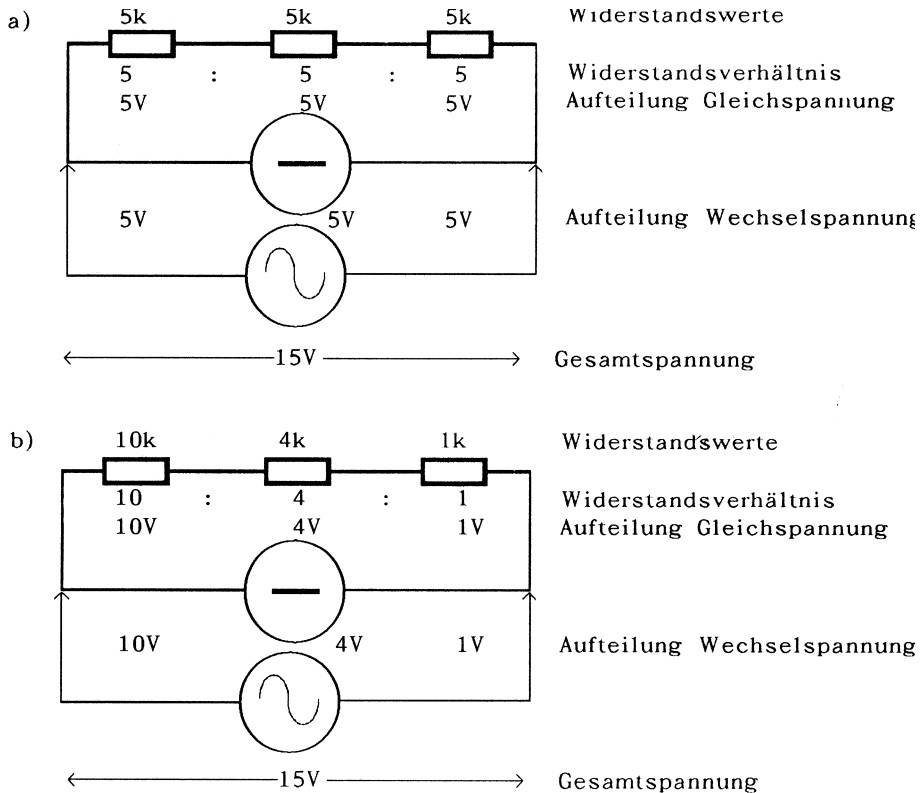 a) 5k 5k 5k Widerstandswerte
5 : 5 : 5 Widerstandsverhältnis
5V 5V 5V Aufteilung Gleichspannung
5V 5V 5V Aufteilung Wechselspannung
15V Gesamtspannung
b) 10k 4k 1k Widerstandswerte
10 : 4 : 1 Widerstandsverhältnis
10V 4V 1V Aufteilung Gleichspannung
10V 4V 1V Aufteilung Wechselspannung
15V Gesamtspannung